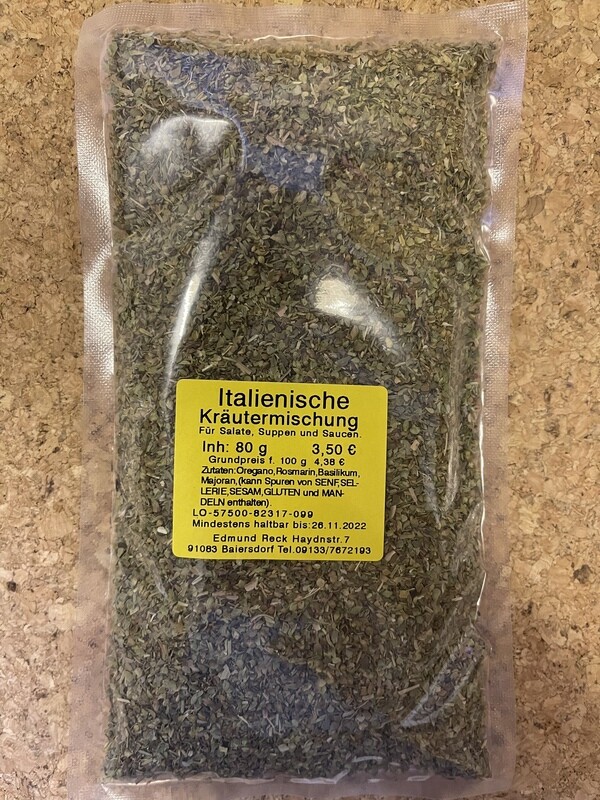 Italienische
Kräutermischung
Für Salate, Suppen und Saucen.
Inh: 80 g 3,50 €
Grundpreis f. 100 g 4,38 €
Zutaten:Oregano,Rosmarin,Basilikum,
Majoran,(kann Spuren von SENF,SEL-
LERIE,SESAM,GLUTEN und MAN-
DELN enthalten).
LO-57500-82317-099
Mindestens haltbar bis:26.11.2022
Edmund Reck Haydnstr.7
91083 Baiersdorf Tel.09133/7672193